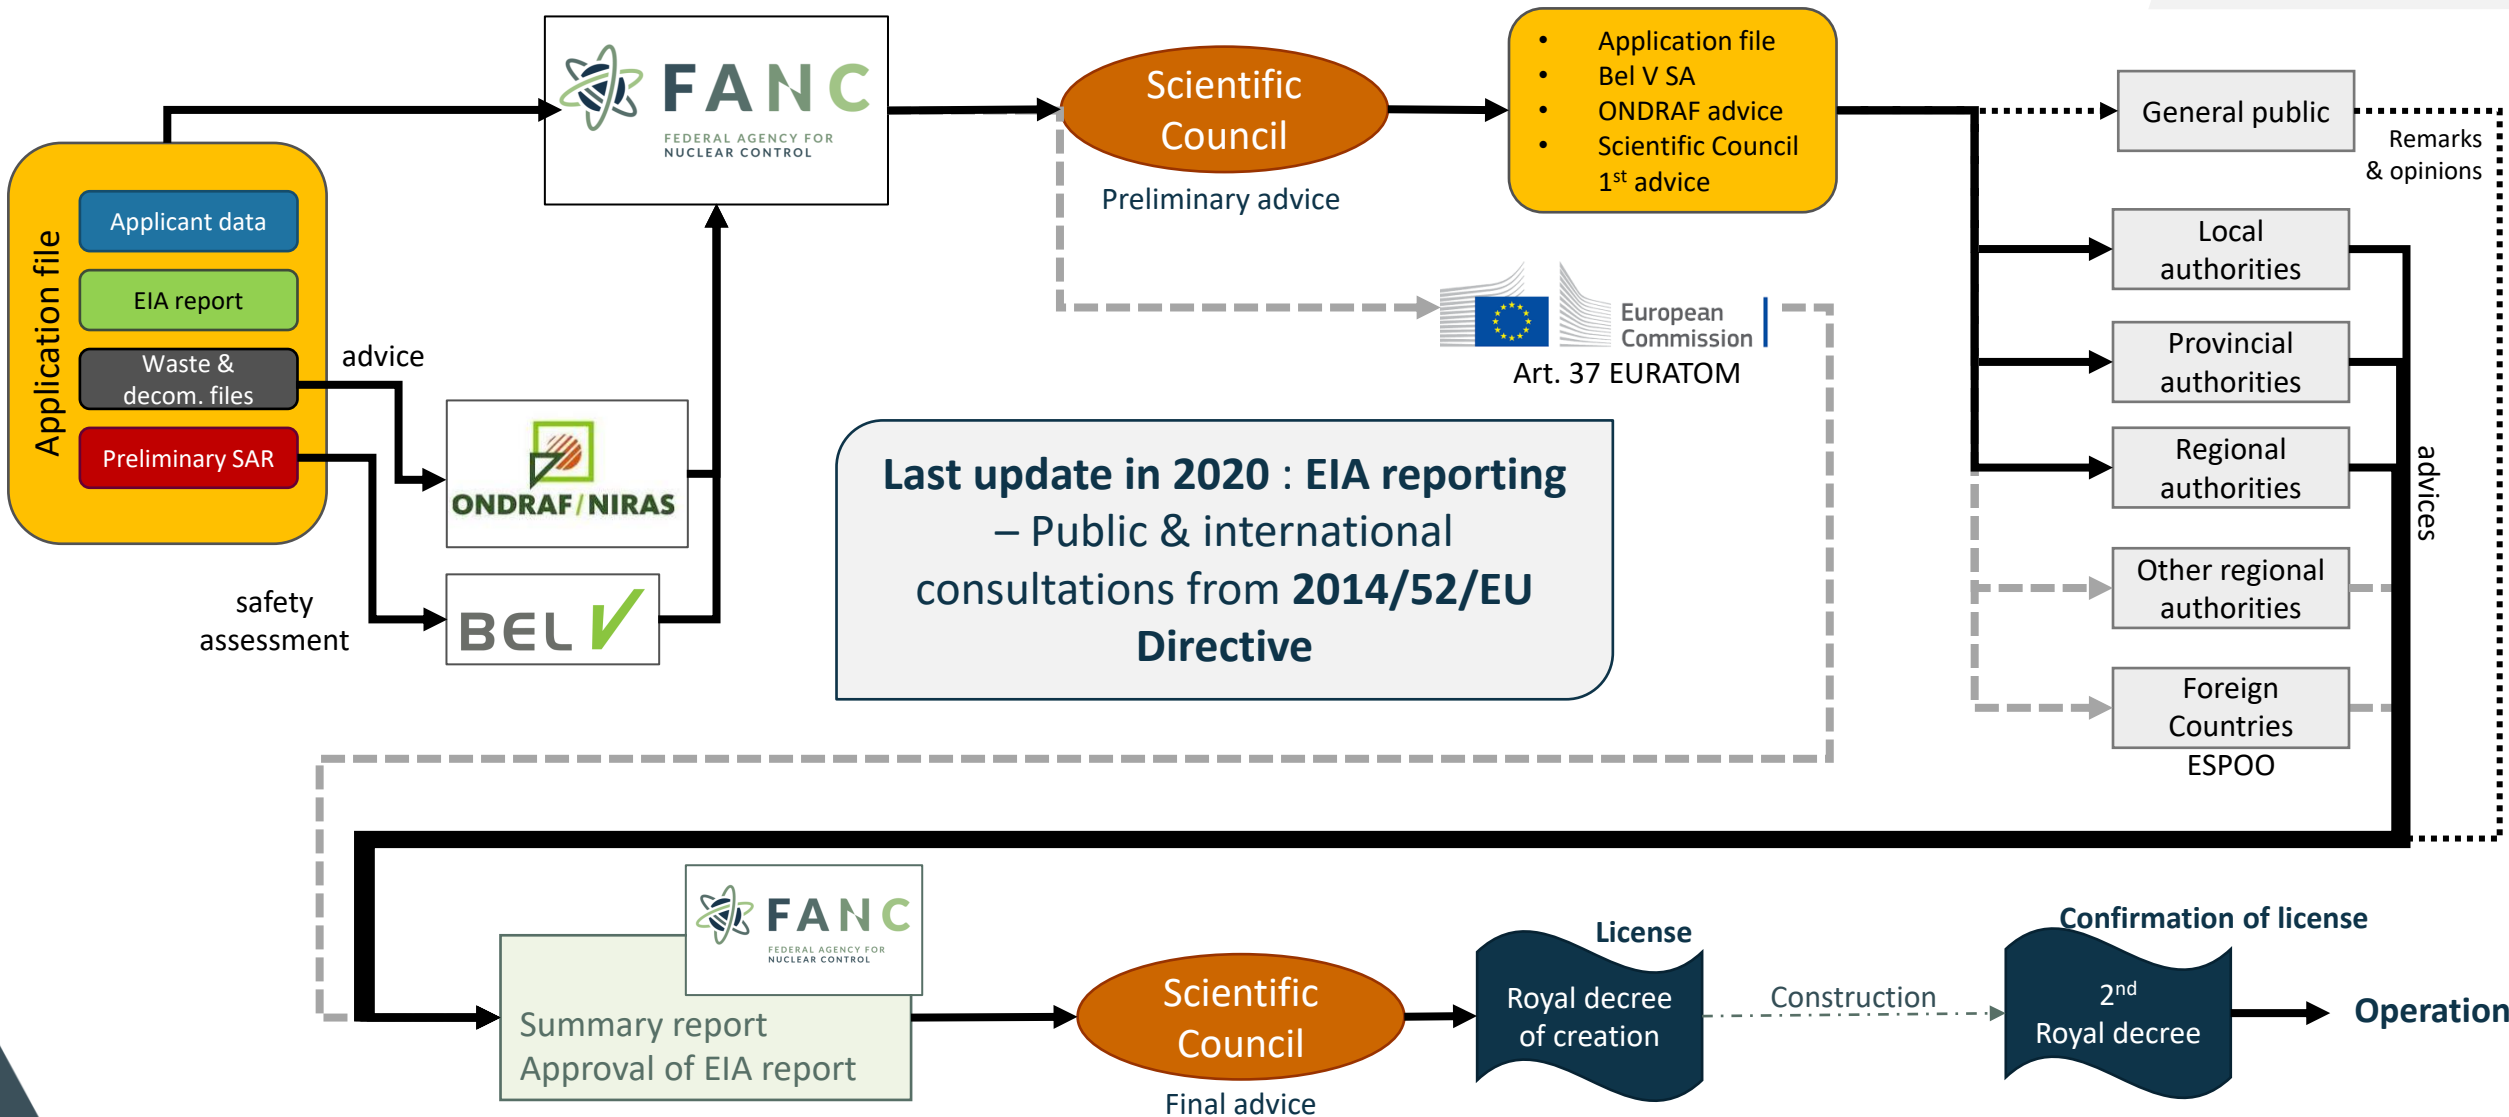 Application file
Applicant data
EIA report
Waste &
decom. files
Preliminary SAR
advice
safety
assessment
FANC
FEDERAL AGENCY FOR
NUCLEAR CONTROL
ONDRAF/NIRAS
BEL V
Scientific
Council
Preliminary advice
• Application file
• Bel V SA
• ONDRAF advice
• Scientific Council
1st advice
European
Commission
Art. 37 EURATOM
Last update in 2020 : EIA reporting
– Public & international
consultations from 2014/52/EU
Directive
General public
Remarks
& opinions
Local
authorities
Provincial
authorities
Regional
authorities
Other regional
authorities
Foreign
Countries
ESPOO
advices
FANC
FEDERAL AGENCY FOR
NUCLEAR CONTROL
Summary report
Approval of EIA report
Scientific
Council
Final advice
License
Royal decree
of creation
Construction
Confirmation of license
2nd
Royal decree
Operation